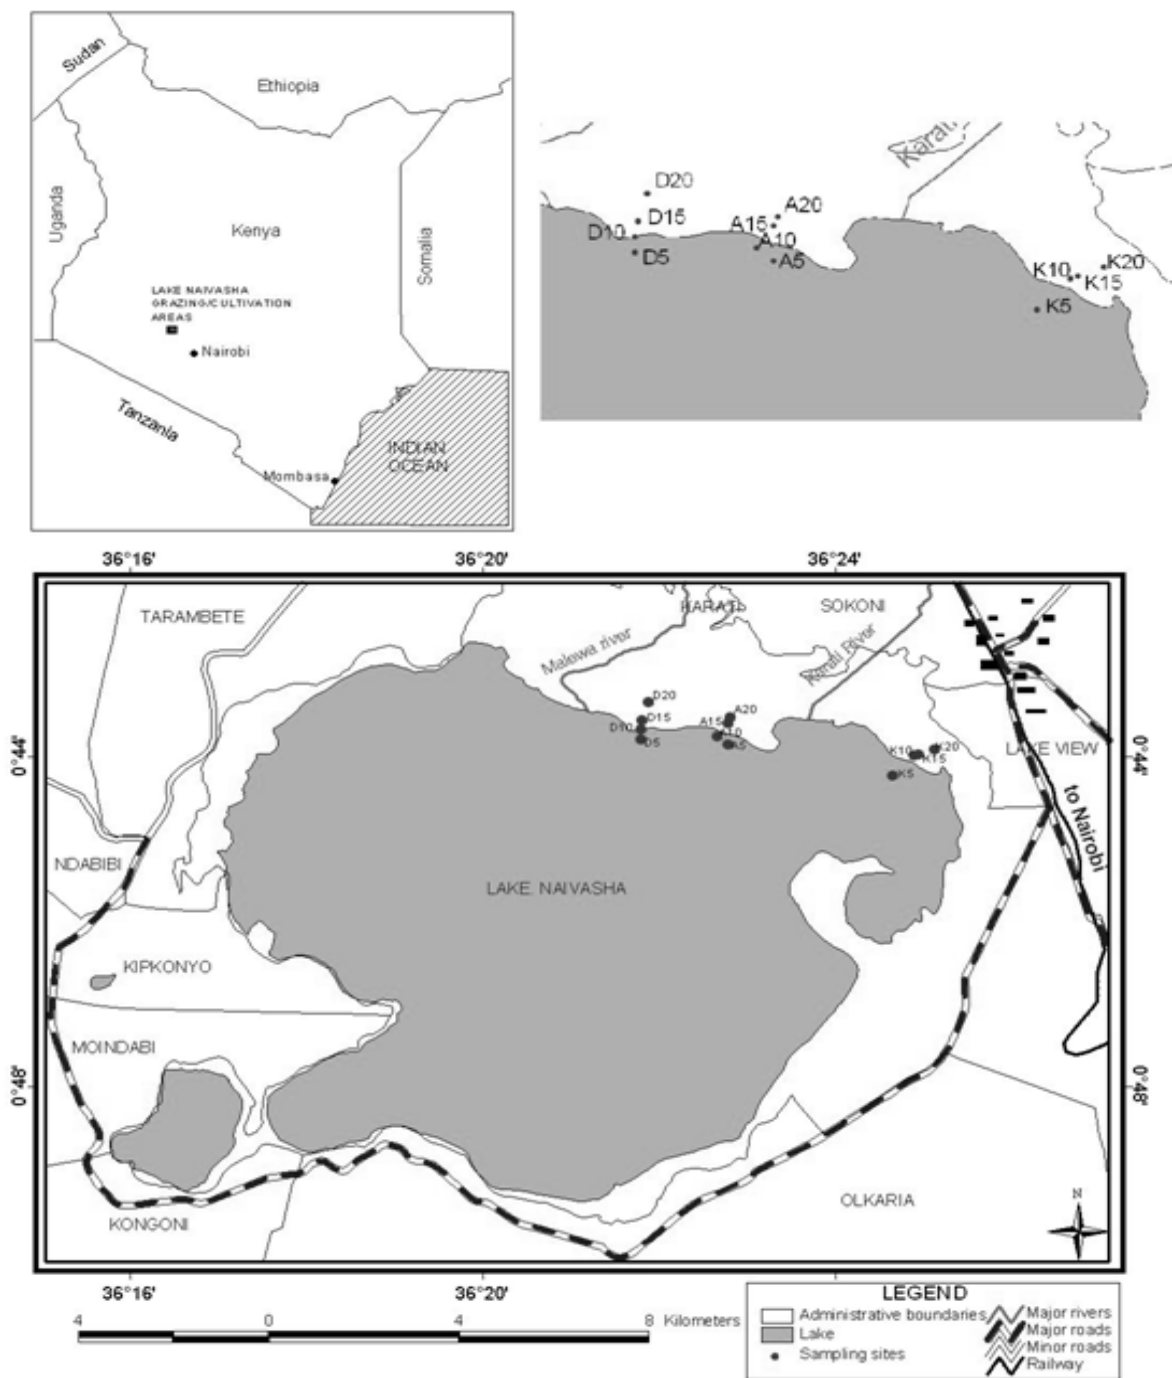 Sudan
Ethiopia
Uganda
Kenya
Somalia
LAKE NAIVASHA
GRAZING/CULTIVATION
AREAS
Nairobi
Tanzania
INDIAN
OCEAN
Mombasa
Karati
D20
D15
D10
D5
A20
A15
A10
A5
K20
K10
K15
K5
36°16' 36°20' 36°24'
TARAMBETE
KARATI
SOKONI
Malewa river
Karati River
D20
D15
D10
D5
A20
A15
A10
A5
K10
K20
K15
K5
0°44'
0°44'
LAKE VIEW
to Nairobi
NDABIBI
LAKE NAIVASHA
KIPKONYO
MOINDABI
0°48'
0°48'
OLKARIA
KONGONI
N
36°16' 36°20'
4 0 4 8 Kilometers
LEGEND
Administrative boundaries
Lake
Sampling sites
Major rivers
Major roads
Minor roads
Railway